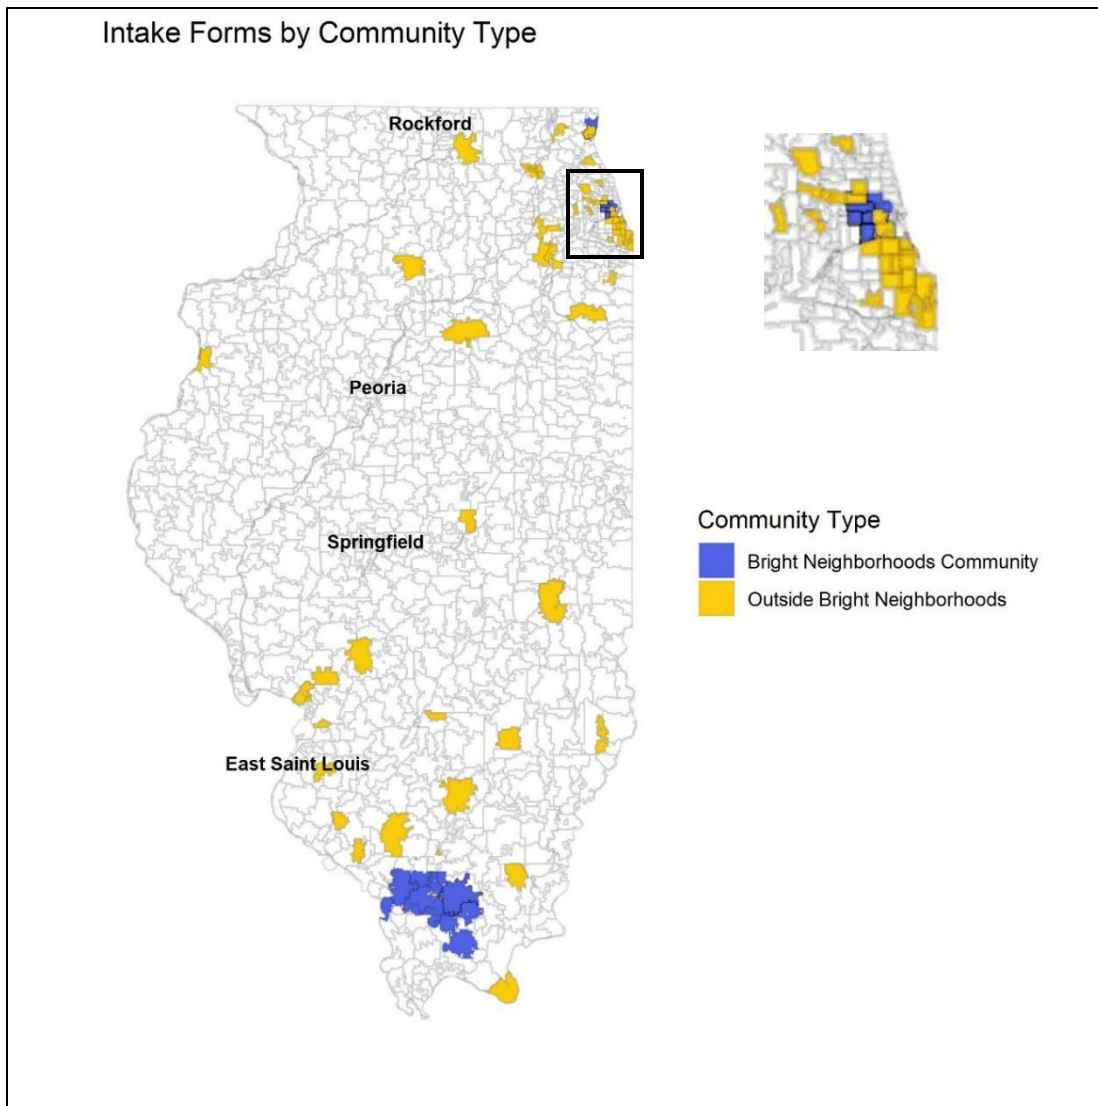 Intake Forms by Community Type
Rockford
Peoria
Springfield
East Saint Louis
Community Type
Bright Neighborhoods Community
Outside Bright Neighborhoods